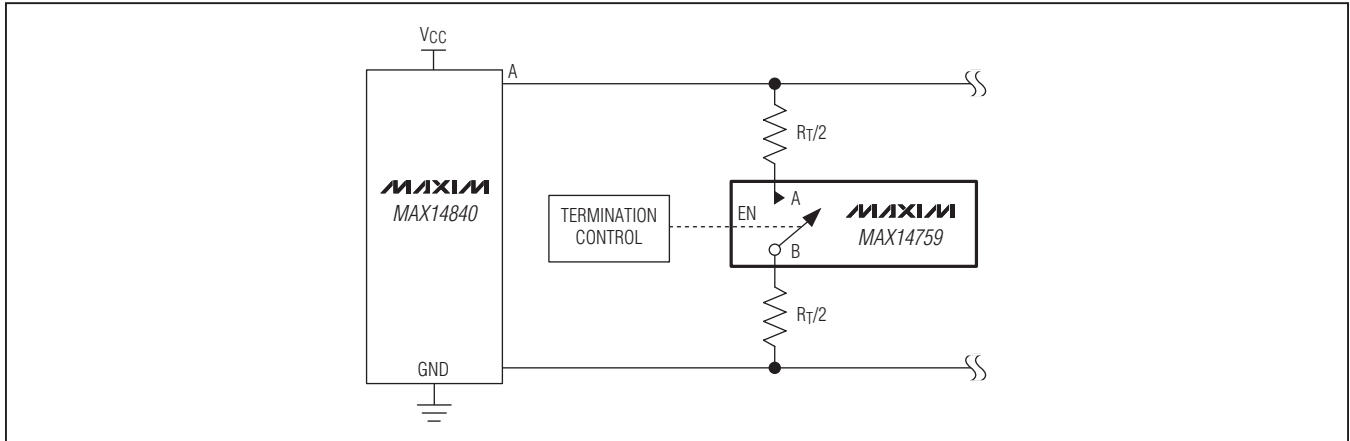 VCC
A
RT/2
MAXIM
MAX14840
TERMINATION
CONTROL
EN
A
MAXIM
MAX14759
B
RT/2
GND